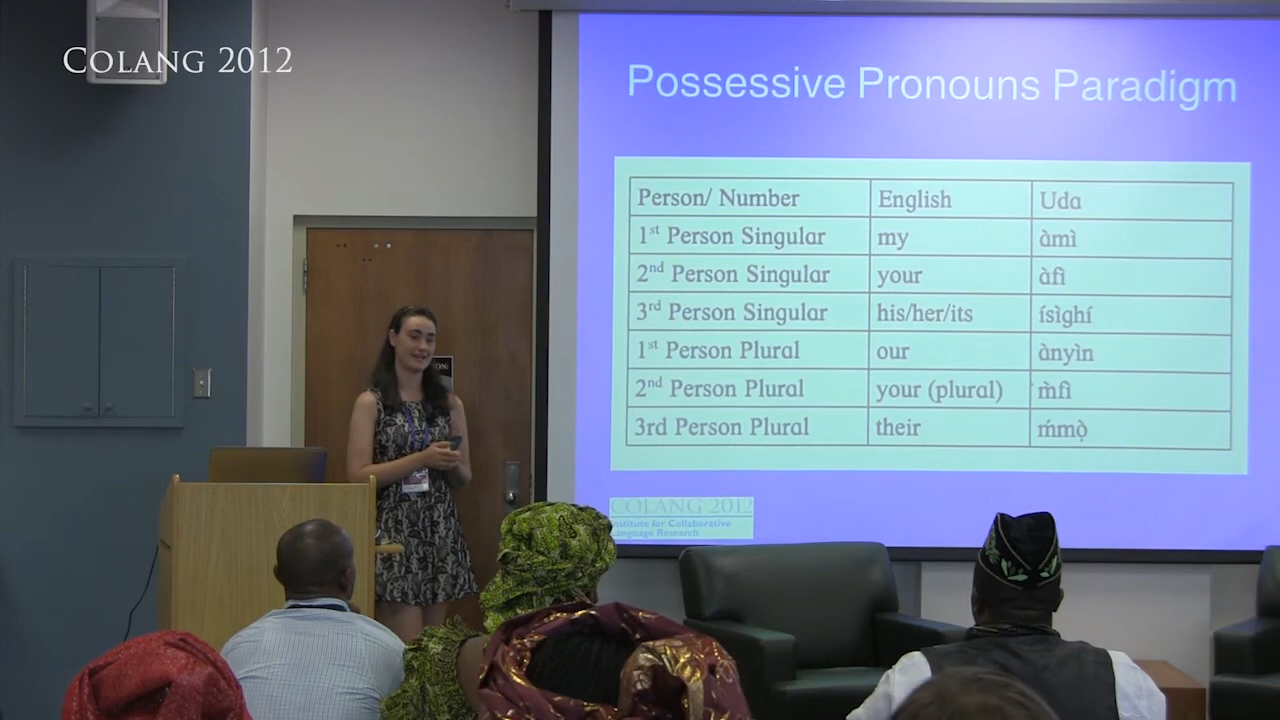 COLANG 2012
Possessive Pronouns Paradigm
Person/ Number English Uda
1st Person Singular my àmì
2nd Person Singular your àfì
3rd Person Singular his/her/its ísìghí
1st Person Plural our ànyìn
2nd Person Plural your (plural) m̀fì
3rd Person Plural their ḿmọ̀
COLANG 2012
Institute for Collaborative
Language Research